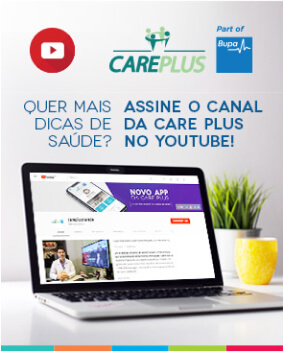 Part of
CAREPLUS
Bupa
QUER MAIS DICAS DE SAÚDE?
ASSINE O CANAL DA CARE PLUS NO YOUTUBE!
NOVO APP
DA CARE PLUS